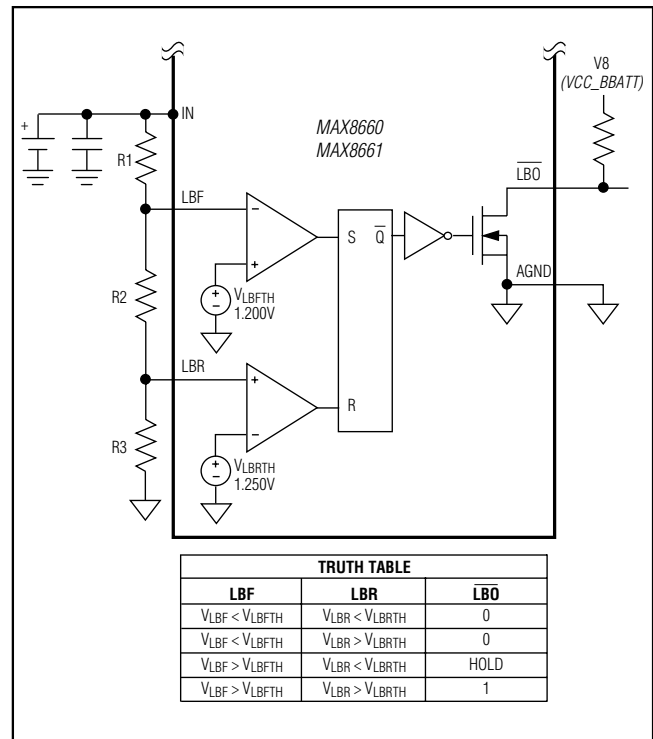 V8
(VCC_BBATT)
IN
+
MAX8660
MAX8661
R1
LBO
LBF
−
S
Q
+
AGND
+
−
VLBFTH
1.200V
R2
LBR
+
R
−
R3
+
−
VLBRTH
1.250V
TRUTH TABLE
LBF LBR LBO
VLBF < VLBFTH VLBR < VLBRTH 0
VLBF < VLBFTH VLBR > VLBRTH 0
VLBF > VLBFTH VLBR < VLBRTH HOLD
VLBF > VLBFTH VLBR > VLBRTH 1